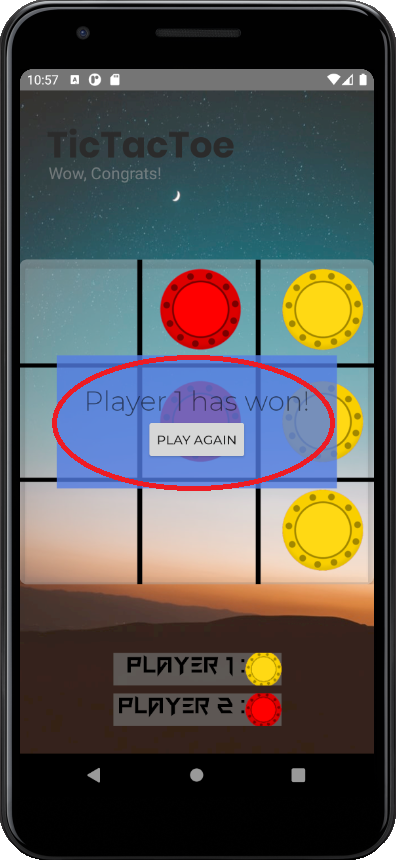 10:57
TicTacToe
Wow, Congrats!
Player 1 has won!
PLAY AGAIN
PLAYER 1 :
PLAYER 2 :